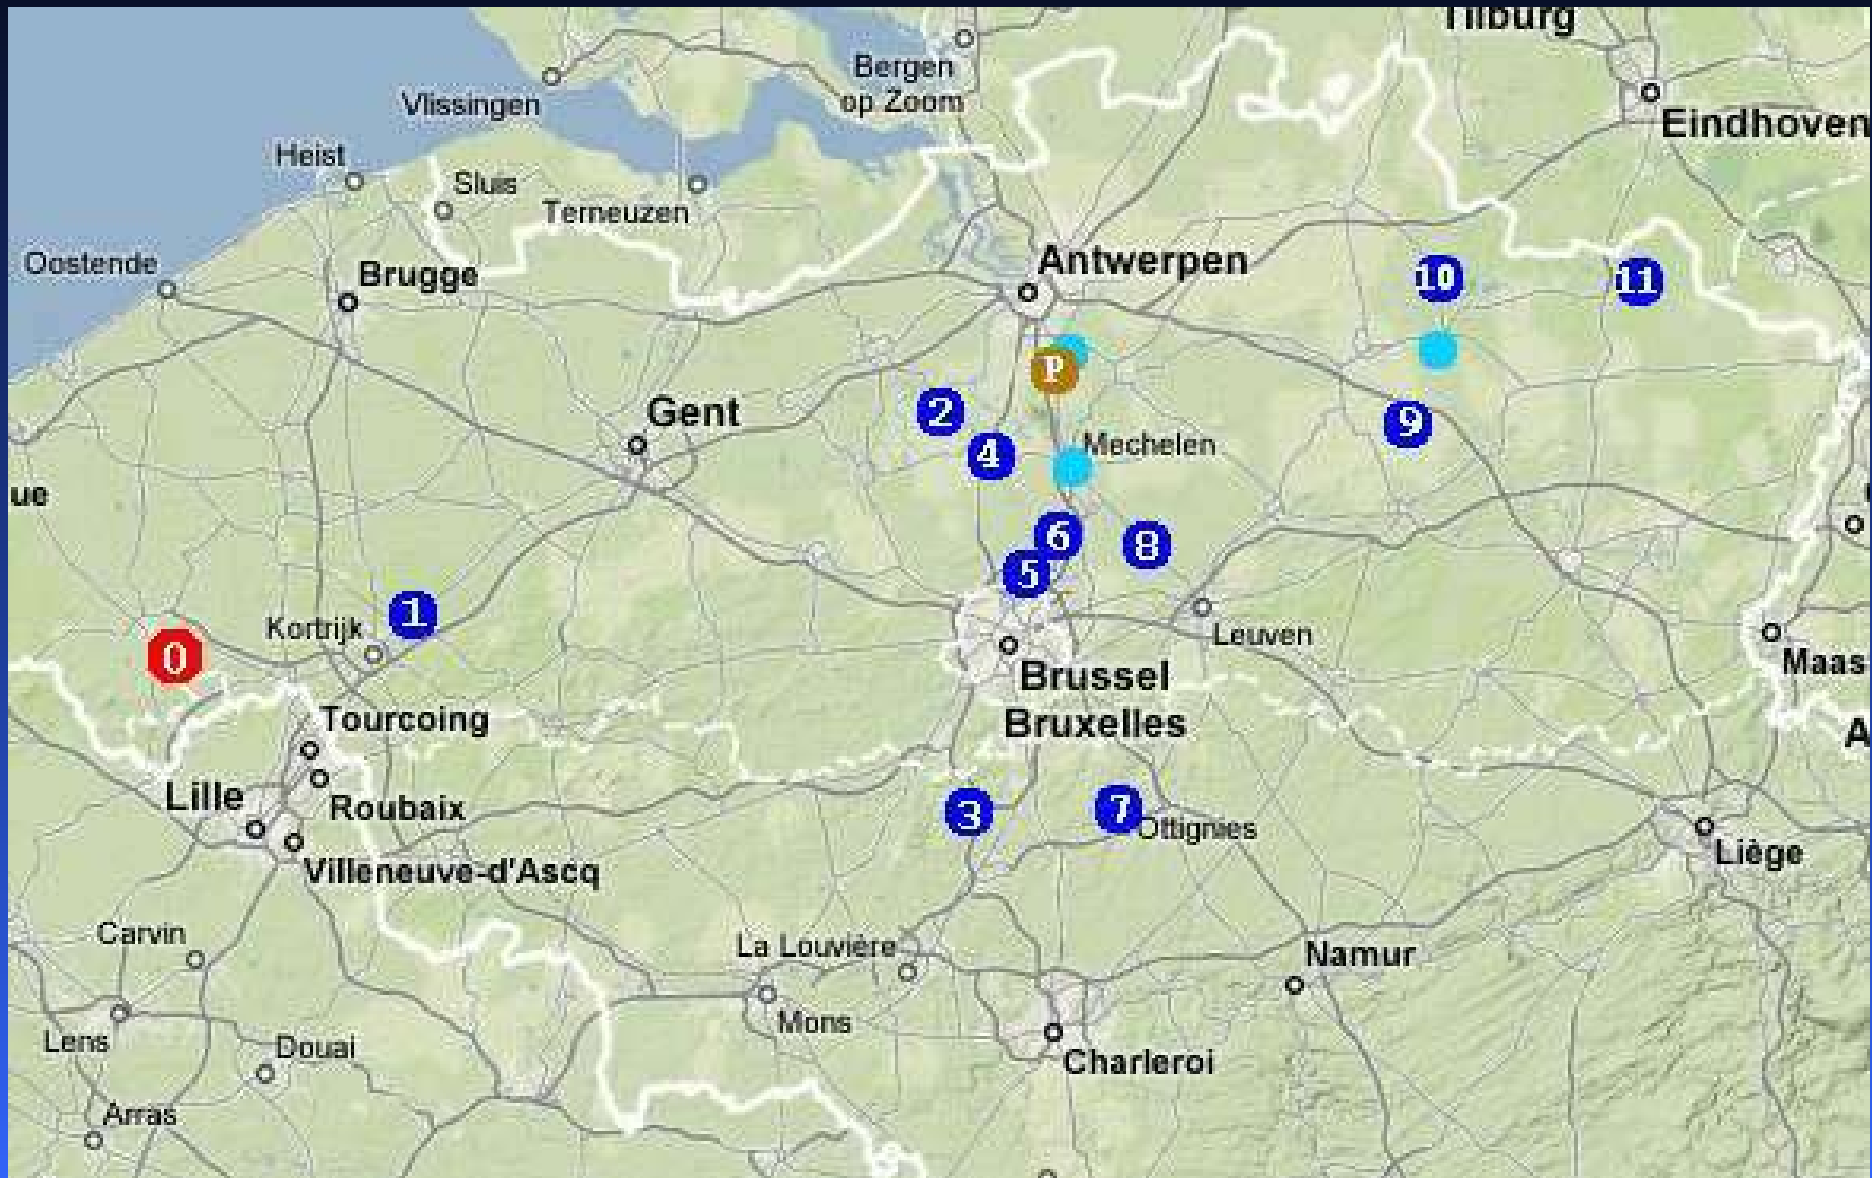 Tilburg
Bergen
op Zoom
Vlissingen
Eindhoven
Heist
Sluis
Terneuzen
Oostende
Brugge
Antwerpen
10
11
P
Gent
2
Mechelen
9
4
ue
6
8
5
1
Kortrijk
Leuven
0
Brussel
Bruxelles
Maas
Tourcoing
A
Lille
Roubaix
3
7
Ottignies
Liège
Villeneuve-d'Ascq
Carvin
La Louvière
Namur
Mons
Lens
Douai
Charleroi
Arras